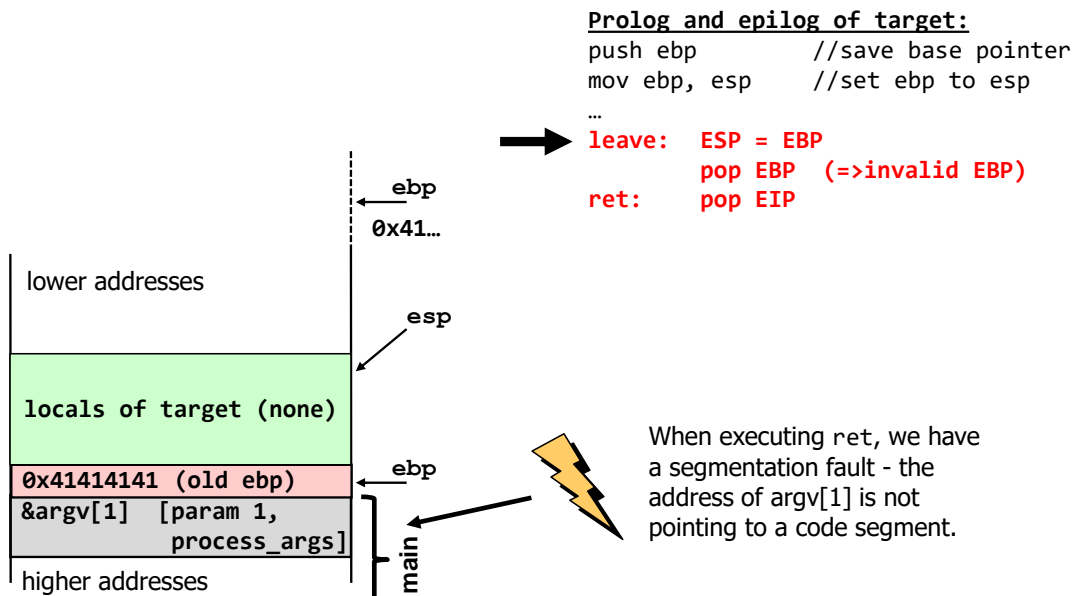 Prolog and epilog of target:
push ebp //save base pointer
mov ebp, esp //set ebp to esp
…
leave: ESP = EBP
pop EBP (=>invalid EBP)
ret: pop EIP
ebp
0x41…
lower addresses
esp
locals of target (none)
ebp
0x41414141 (old ebp)
&argv[1] [param 1,
process_args]
main
higher addresses
When executing ret, we have
a segmentation fault - the
address of argv[1] is not
pointing to a code segment.